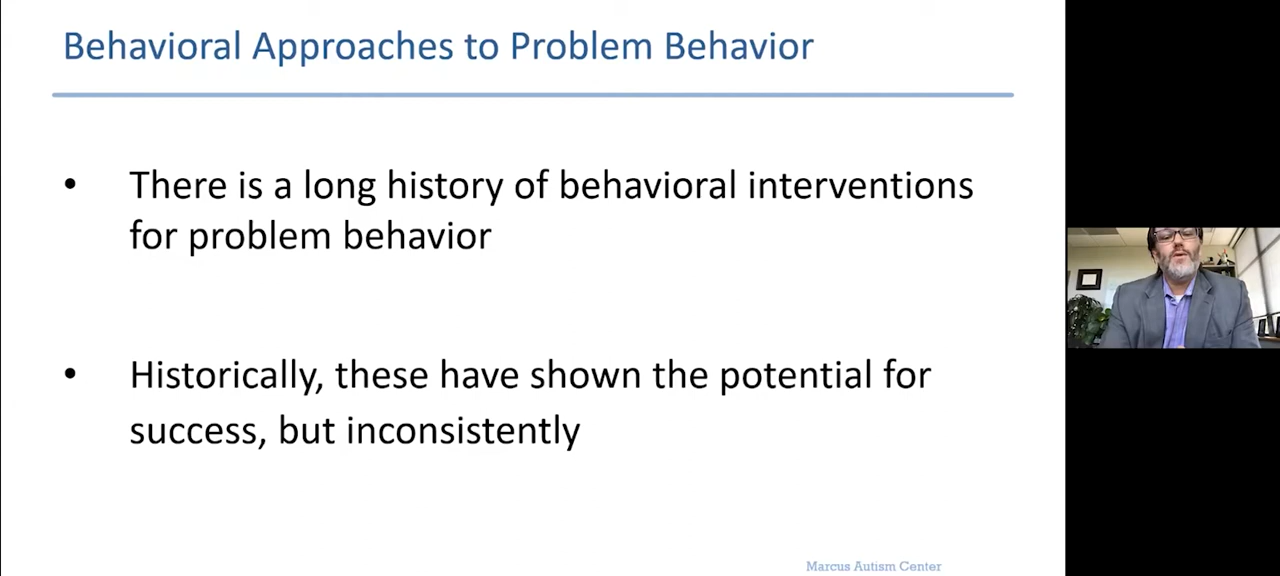 Behavioral Approaches to Problem Behavior
• There is a long history of behavioral interventions
for problem behavior
• Historically, these have shown the potential for
success, but inconsistently
Marcus Autism Center